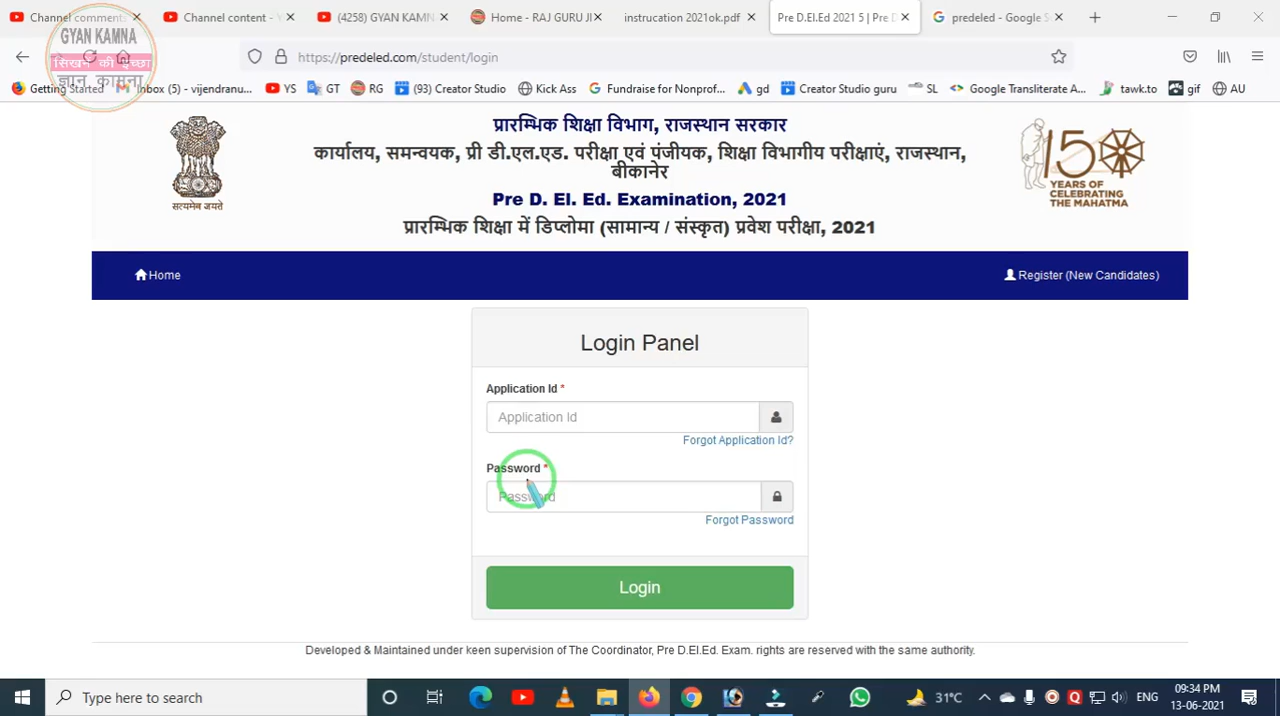 Channel comments
Channel content - Y
(4258) GYAN KAMN
Home - RAJ GURU JI
instrucation 2021ok.pdf
Pre D.El.Ed 2021 5 | Pre D
predeled - Google S
GYAN KAMNA
सिखने की इच्छा
ज्ञान कामना
https://predeled.com/student/login
Getting Started
Inbox (5) - vijendranu...
YS
GT
RG
(93) Creator Studio
Kick Ass
Fundraise for Nonprof...
gd
Creator Studio guru
SL
Google Transliterate A...
tawk.to
gif
AU
प्रारम्भिक शिक्षा विभाग, राजस्थान सरकार
कार्यालय, समन्वयक, प्री डी.एल.एड. परीक्षा एवं पंजीयक, शिक्षा विभागीय परीक्षाएं, राजस्थान,
बीकानेर
Pre D. El. Ed. Examination, 2021
प्रारम्भिक शिक्षा में डिप्लोमा (सामान्य / संस्कृत) प्रवेश परीक्षा, 2021
सत्यमेव जयते
150
YEARS OF
CELEBRATING
THE MAHATMA
Home
Register (New Candidates)
Login Panel
Application Id *
Application Id
Forgot Application Id?
Password *
Password
Forgot Password
Login
Developed & Maintained under keen supervision of The Coordinator, Pre D.El.Ed. Exam. rights are reserved with the same authority.
Type here to search
31°C
ENG
09:34 PM
13-06-2021